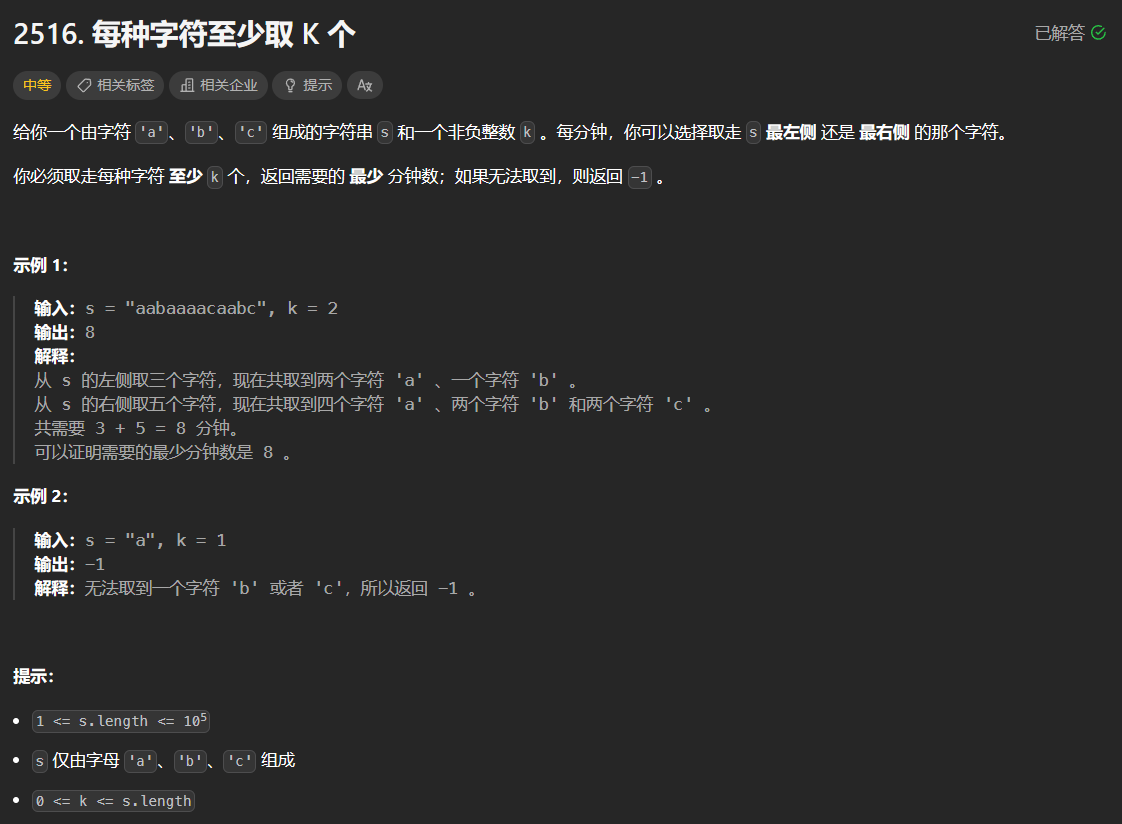 2516. 每种字符至少取 K 个
已解答
中等 相关标签 相关企业 提示
给你一个由字符 'a'、'b'、'c' 组成的字符串 s 和一个非负整数 k 。每分钟，你可以选择取走 s 最左侧 还是 最右侧 的那个字符。
你必须取走每种字符 至少 k 个，返回需要的 最少 分钟数；如果无法取到，则返回 -1 。
示例 1：
输入：s = "aabaaaacaabc", k = 2
输出：8
解释：
从 s 的左侧取三个字符，现在共取到两个字符 'a' 、一个字符 'b' 。
从 s 的右侧取五个字符，现在共取到四个字符 'a' 、两个字符 'b' 和两个字符 'c' 。
共需要 3 + 5 = 8 分钟。
可以证明需要的最少分钟数是 8 。
示例 2：
输入：s = "a", k = 1
输出：-1
解释：无法取到一个字符 'b' 或者 'c'，所以返回 -1 。
提示：
1 <= s.length <= 10⁵
s 仅由字母 'a'、'b'、'c' 组成
0 <= k <= s.length